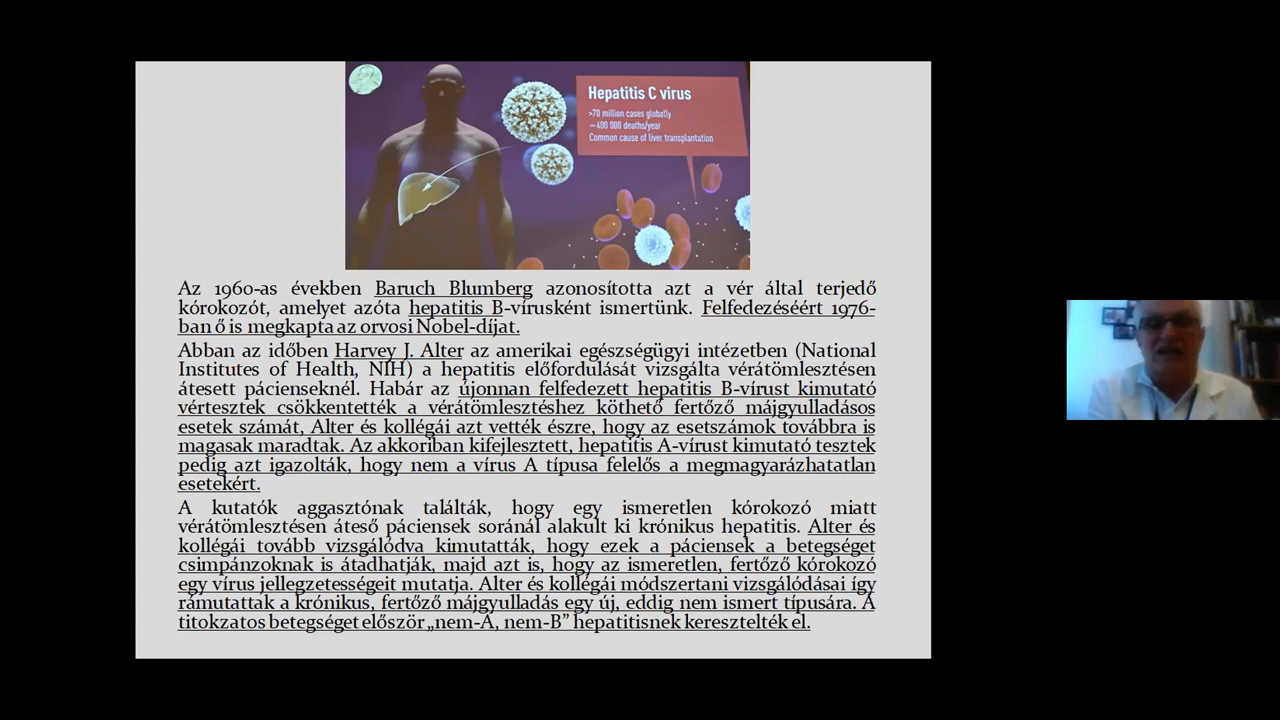 Hepatitis C virus
>70 million cases globally
~400 000 deaths/year
Common cause of liver transplantation
Az 1960-as években Baruch Blumberg azonosította azt a vér által terjedő
kórokozót, amelyet azóta hepatitis B-vírusként ismertünk. Felfedezéséért 1976-
ban ő is megkapta az orvosi Nobel-díjat.
Abban az időben Harvey J. Alter az amerikai egészségügyi intézetben (National
Institutes of Health, NIH) a hepatitis előfordulását vizsgálta vérátömlesztésen
átesett pácienseknél. Habár az újonnan felfedezett hepatitis B-vírust kimutató
vértesztek csökkentették a vérátömlesztéshez köthető fertőző májgyulladásos
esetek számát, Alter és kollégái azt vették észre, hogy az esetszámok továbbra is
magasak maradtak. Az akkoriban kifejlesztett, hepatitis A-vírust kimutató tesztek
pedig azt igazolták, hogy nem a vírus A típusa felelős a megmagyarázhatatlan
esetekért.
A kutatók aggasztónak találták, hogy egy ismeretlen kórokozó miatt
vérátömlesztésen áteső páciensek soránál alakult ki krónikus hepatitis. Alter és
kollégái tovább vizsgálódva kimutatták, hogy ezek a páciensek a betegséget
csimpánzoknak is átadhatják, majd azt is, hogy az ismeretlen, fertőző kórokozó
egy vírus jellegzetességeit mutatja. Alter és kollégái módszertani vizsgálódásai így
rámutattak a krónikus, fertőző májgyulladás egy új, eddig nem ismert típusára. A
titokzatos betegséget először „nem-A, nem-B” hepatitisnek keresztelték el.